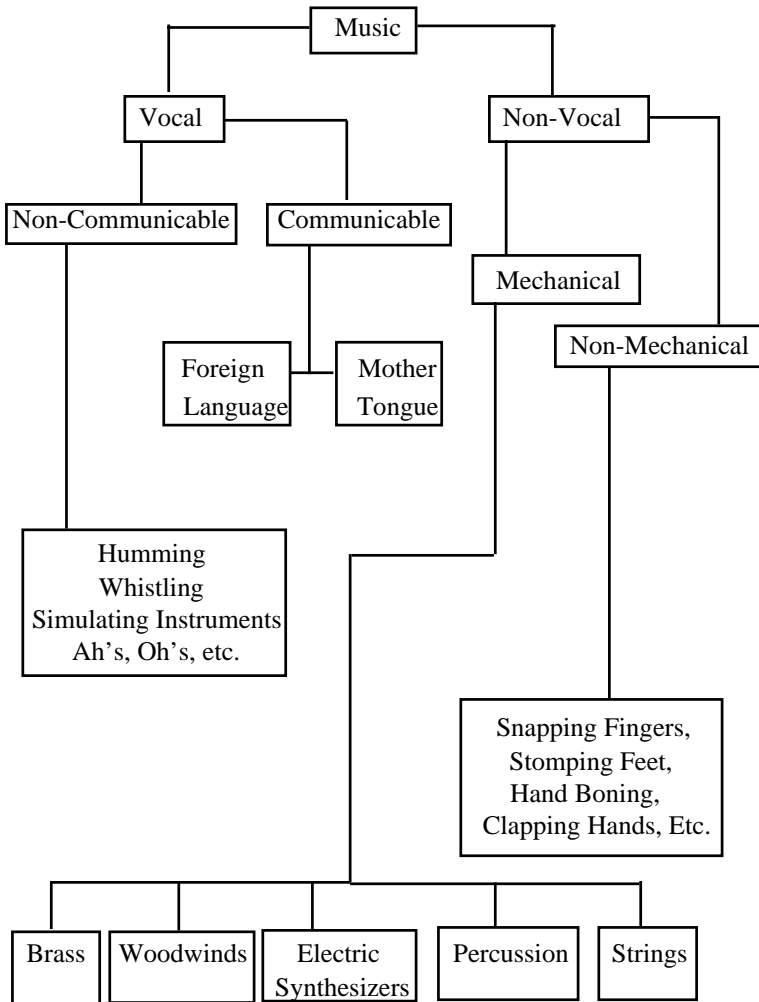 Music
Vocal
Non-Vocal
Non-Communicable
Communicable
Mechanical
Non-Mechanical
Foreign
Language
Mother
Tongue
Humming
Whistling
Simulating Instruments
Ah's, Oh's, etc.
Snapping Fingers,
Stomping Feet,
Hand Boning,
Clapping Hands, Etc.
Brass
Woodwinds
Electric
Synthesizers
Percussion
Strings